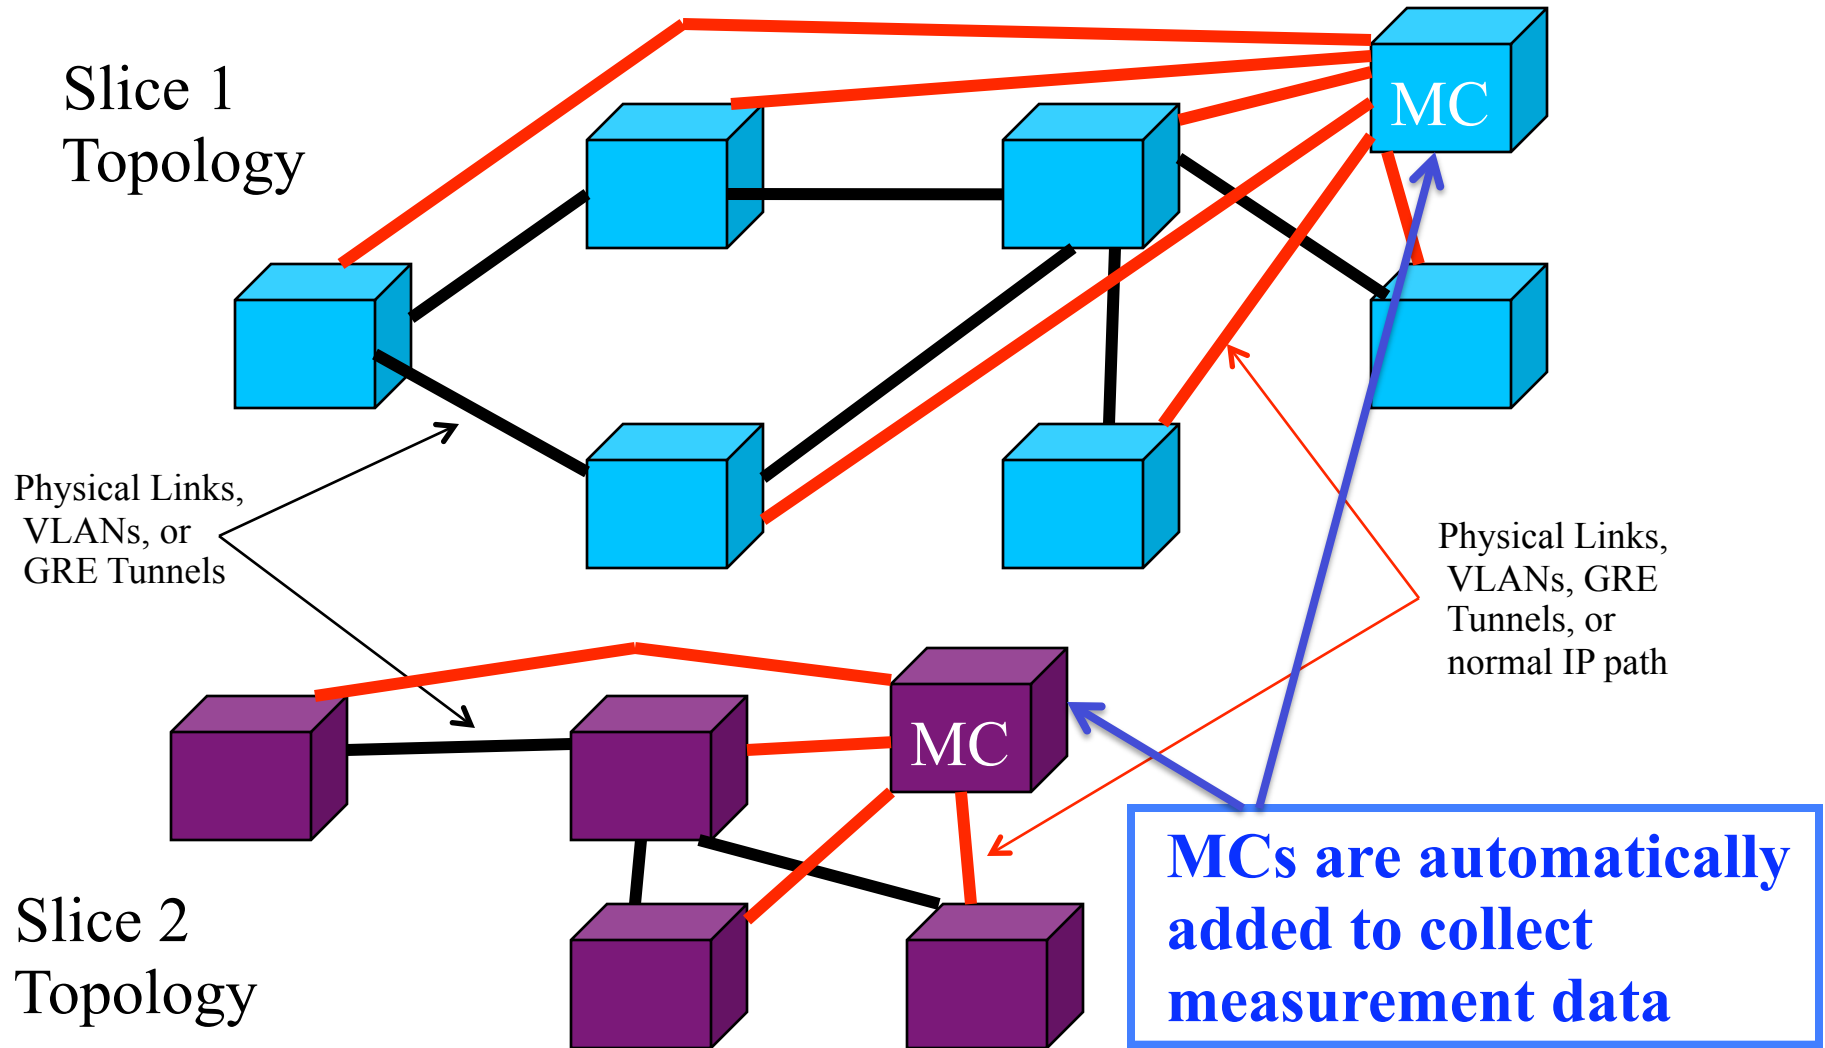 Slice 1
Topology
MC
Physical Links,
VLANs, or
GRE Tunnels
Physical Links,
VLANs, GRE
Tunnels, or
normal IP path
MC
Slice 2
Topology
MCs are automatically
added to collect
measurement data